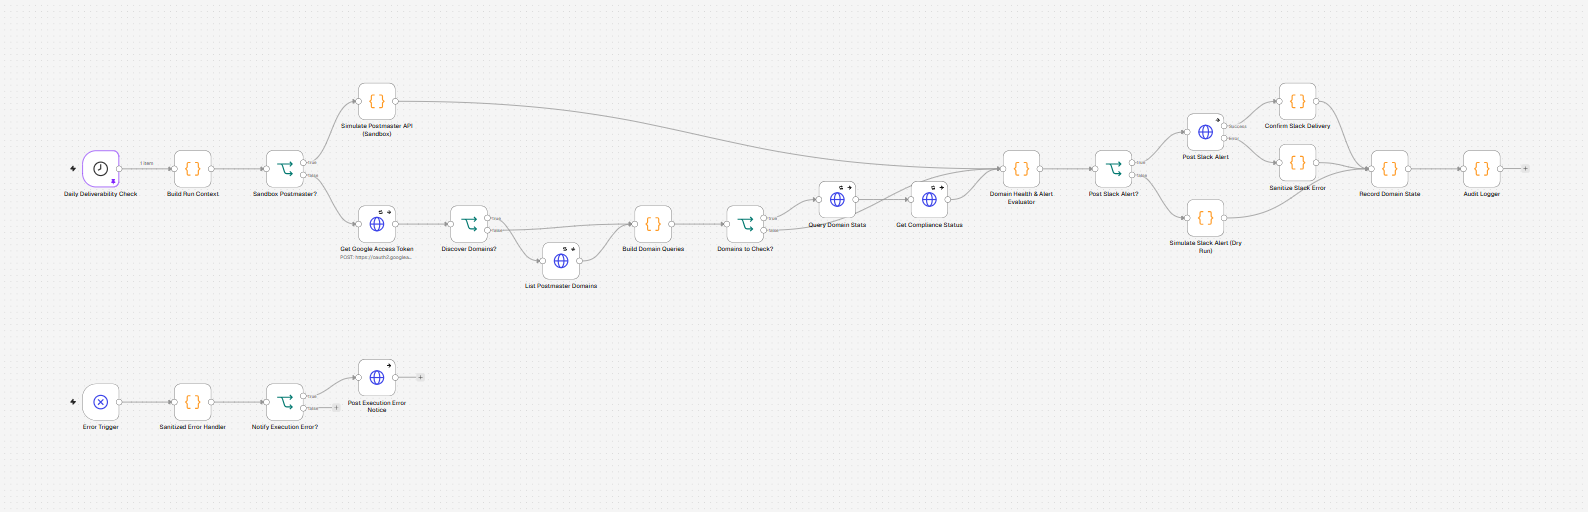 Simulate Postmaster API
(Sandbox)
Daily Deliverability Check
1 item
Build Run Context
Sandbox Postmaster?
true
false
Get Google Access Token
POST: https://oauth2.googlea...
Discover Domains?
true
false
List Postmaster Domains
Build Domain Queries
Domains to Check?
true
false
Query Domain Stats
Get Compliance Status
Domain Health & Alert
Evaluator
Post Slack Alert?
true
false
Post Slack Alert
Success
Error
Confirm Slack Delivery
Sanitize Slack Error
Simulate Slack Alert (Dry
Run)
Record Domain State
Audit Logger
Error Trigger
Sanitized Error Handler
Notify Execution Error?
true
false
Post Execution Error
Notice